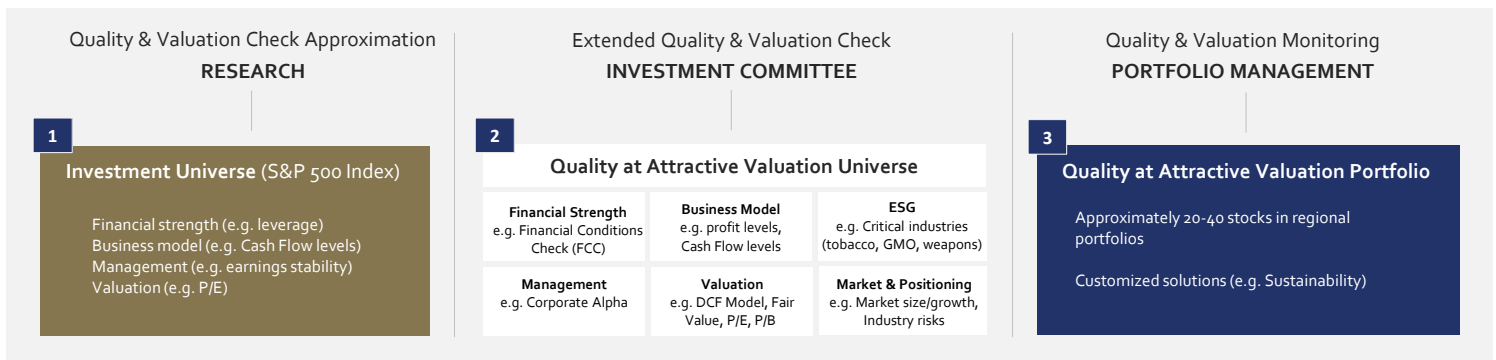 Quality & Valuation Check Approximation
RESEARCH
1
Investment Universe (S&P 500 Index)
Financial strength (e.g. leverage)
Business model (e.g. Cash Flow levels)
Management (e.g. earnings stability)
Valuation (e.g. P/E)
Extended Quality & Valuation Check
INVESTMENT COMMITTEE
2
Quality at Attractive Valuation Universe
Financial Strength
e.g. Financial Conditions
Check (FCC)
Business Model
e.g. profit levels,
Cash Flow levels
ESG
e.g. Critical industries
(tobacco, GMO, weapons)
Management
e.g. Corporate Alpha
Valuation
e.g. DCF Model, Fair
Value, P/E, P/B
Market & Positioning
e.g. Market size/growth,
Industry risks
Quality & Valuation Monitoring
PORTFOLIO MANAGEMENT
3
Quality at Attractive Valuation Portfolio
Approximately 20-40 stocks in regional
portfolios
Customized solutions (e.g. Sustainability)